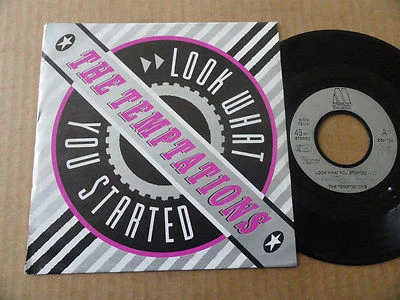 LOOK WHAT
YOU STARTED
THE TEMPTATIONS
45
STEREO
A
LOOK WHAT YOU STARTED
THE TEMPTATIONS